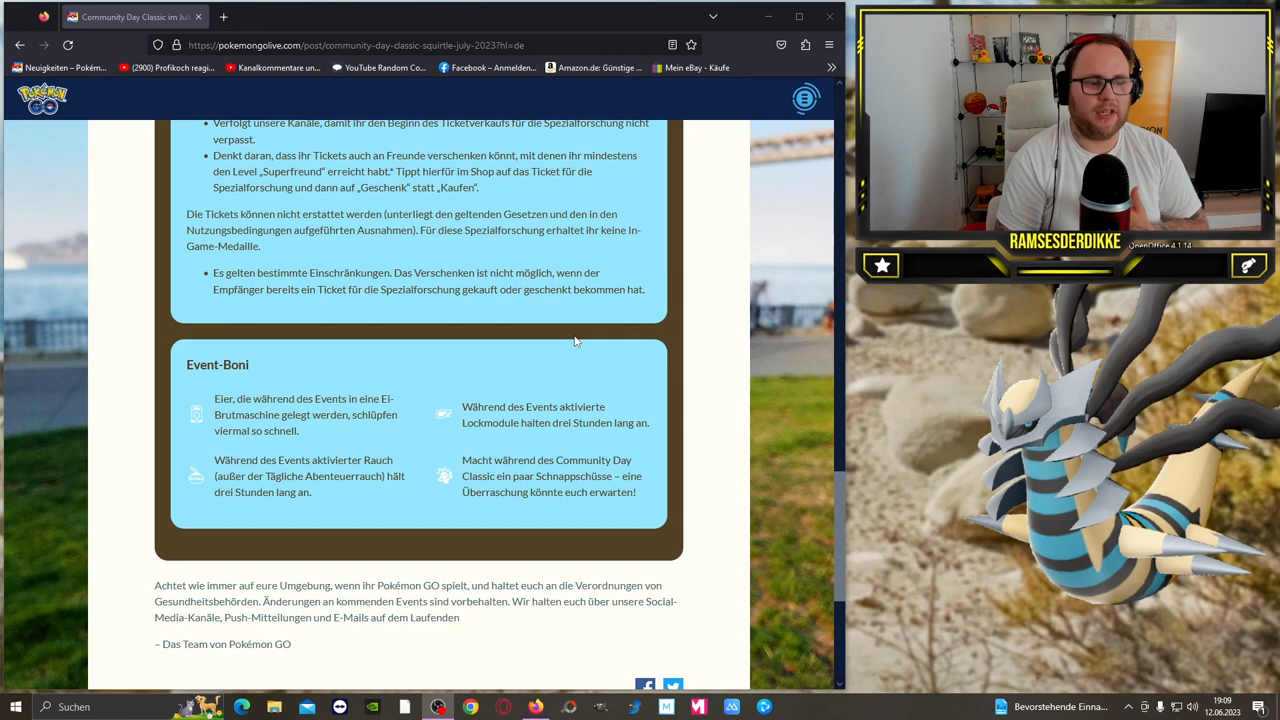 Community Day Classic im Juli
https://pokemongolive.com/post/community-day-classic-squirtle-july-2023?hl=de
Neuigkeiten – Pokém...
(2900) Profikoch reagi...
Kanalkommentare un...
YouTube Random Co...
Facebook – Anmelden...
Amazon.de: Günstige ...
Mein eBay - Käufe
POKÉMON GO
Verfolgt unsere Kanäle, damit ihr den Beginn des Ticketverkaufs für die Spezialforschung nicht
verpasst.
Denkt daran, dass ihr Tickets auch an Freunde verschenken könnt, mit denen ihr mindestens
den Level „Superfreund“ erreicht habt.* Tippt hierfür im Shop auf das Ticket für die
Spezialforschung und dann auf „Geschenk“ statt „Kaufen“.
Die Tickets können nicht erstattet werden (unterliegt den geltenden Gesetzen und den in den
Nutzungsbedingungen aufgeführten Ausnahmen). Für diese Spezialforschung erhaltet ihr keine In-
Game-Medaille.
Es gelten bestimmte Einschränkungen. Das Verschenken ist nicht möglich, wenn der
Empfänger bereits ein Ticket für die Spezialforschung gekauft oder geschenkt bekommen hat.
Event-Boni
Eier, die während des Events in eine Ei-
Brutmaschine gelegt werden, schlüpfen
viermal so schnell.
Während des Events aktivierte
Lockmodule halten drei Stunden lang an.
Während des Events aktivierter Rauch
(außer der Tägliche Abenteuerrauch) hält
drei Stunden lang an.
Macht während des Community Day
Classic ein paar Schnappschüsse – eine
Überraschung könnte euch erwarten!
Achtet wie immer auf eure Umgebung, wenn ihr Pokémon GO spielt, und haltet euch an die Verordnungen von
Gesundheitsbehörden. Änderungen an kommenden Events sind vorbehalten. Wir halten euch über unsere Social-
Media-Kanäle, Push-Mitteilungen und E-Mails auf dem Laufenden
– Das Team von Pokémon GO
RAMSESDERDIKKE
OpenOffice 4.1.14
Suchen
Bevorstehende Einna...
19:09
12.06.2023